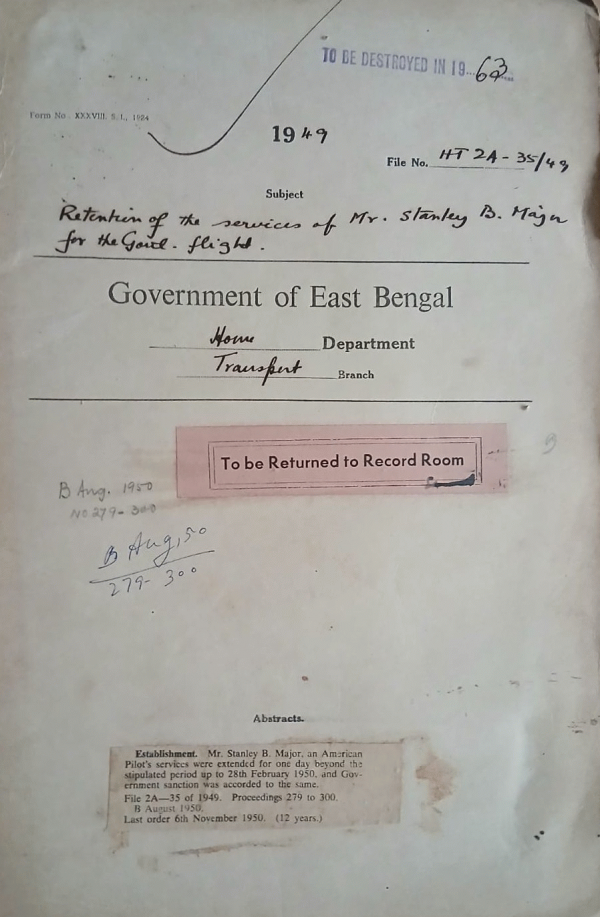 TO BE DESTROYED IN 19 63
Form No. XXXVIII. S.I., 1924
1949
File No. HT 2A - 35/49
Subject
Retention of the services of Mr. Stanley B. Major
for the Govt. flight.
Government of East Bengal
Home Department
Transport Branch
To be Returned to Record Room
B
B Aug. 1950
No. 279 - 300
B Aug, 50
279 - 300
Abstracts.
Establishment. Mr. Stanley B. Major, an American
Pilot's services were extended for one day beyond the
stipulated period up to 28th February 1950, and Gov-
ernment sanction was accorded to the same.
File 2A—35 of 1949. Proceedings 279 to 300.
B August 1950.
Last order 6th November 1950. (12 years.)